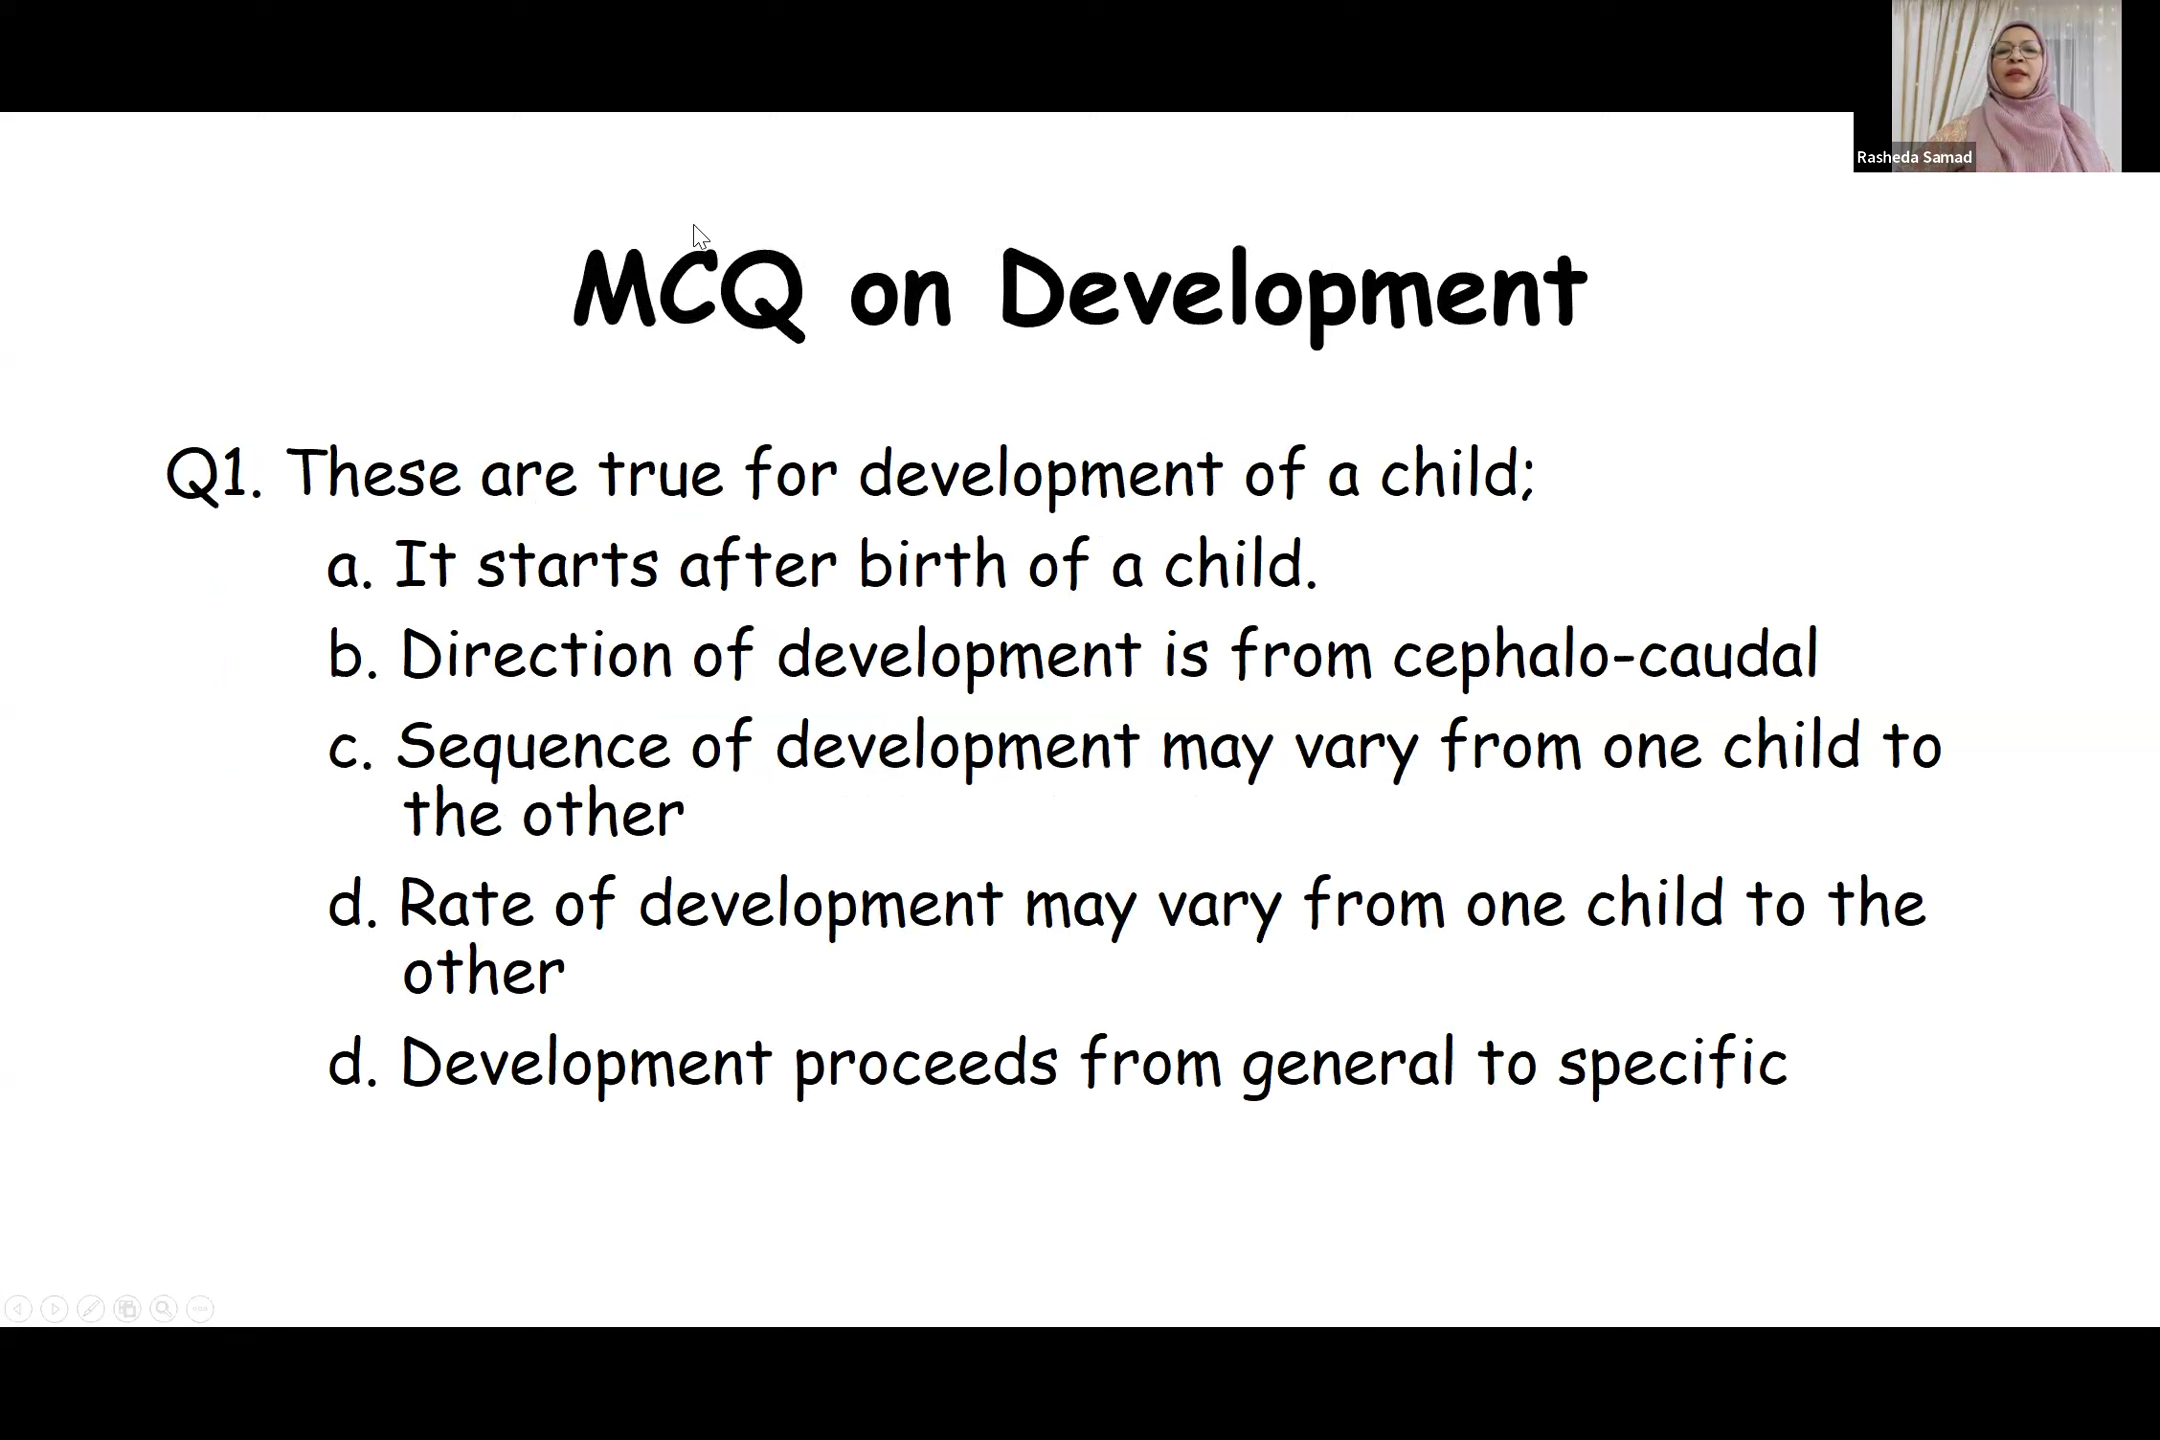 Rasheda Samad
MCQ on Development
Q1. These are true for development of a child;
a. It starts after birth of a child.
b. Direction of development is from cephalo-caudal
c. Sequence of development may vary from one child to
the other
d. Rate of development may vary from one child to the
other
d. Development proceeds from general to specific